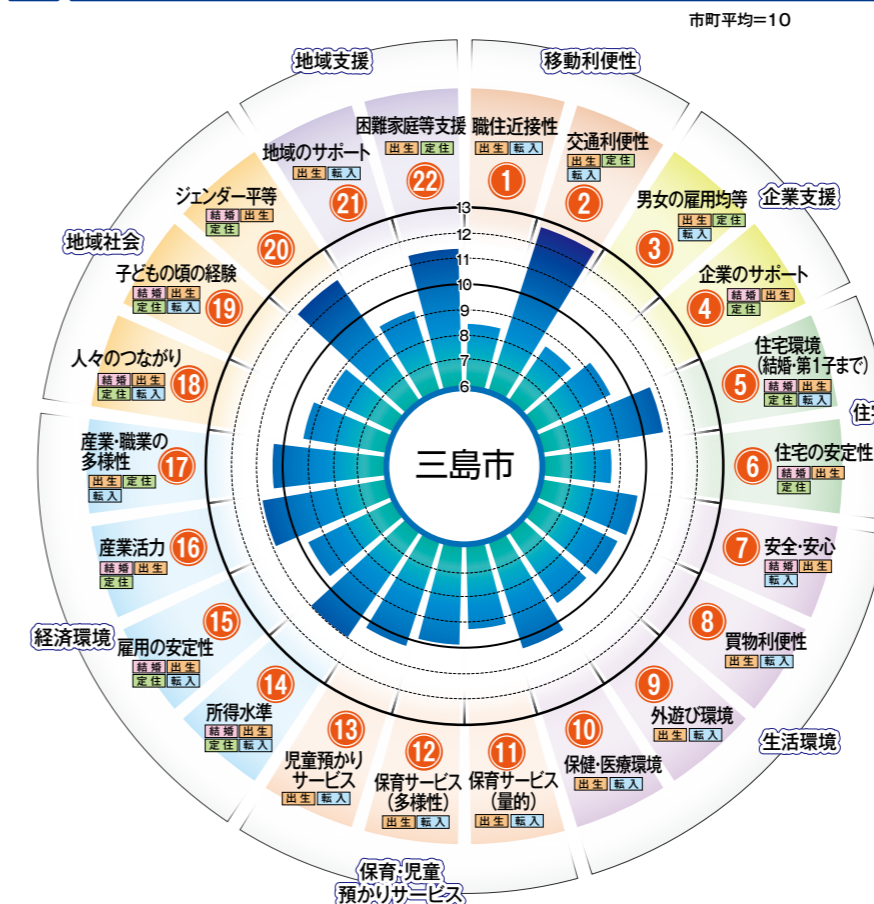 市町平均=10
地域支援
移動利便性
企業支援
住宅
生活環境
保育・児童
預かりサービス
経済環境
地域社会
職住近接性
出生 転入
1
交通利便性
出生 定住
転入
2
男女の雇用均等
出生 定住
転入
3
企業のサポート
結婚 出生
定住
4
住宅環境
(結婚・第1子まで)
結婚 出生
定住 転入
5
住宅の安定性
結婚 出生
定住
6
安全・安心
結婚 出生
転入
7
買物利便性
出生 転入
8
外遊び環境
出生 転入
9
保健・医療環境
出生 転入
10
保育サービス
(量的)
出生 転入
11
保育サービス
(多様性)
出生 転入
12
児童預かり
サービス
出生 転入
13
所得水準
結婚 出生
定住 転入
14
雇用の安定性
結婚 出生
定住 転入
15
産業活力
結婚 出生
定住
16
産業・職業の
多様性
出生 定住
転入
17
人々のつながり
結婚 出生
定住 転入
18
子どもの頃の経験
結婚 出生
定住 転入
19
ジェンダー平等
結婚 出生
定住
20
地域のサポート
出生 転入
21
困難家庭等支援
出生 定住
22
13
12
11
10
9
8
7
6
三島市